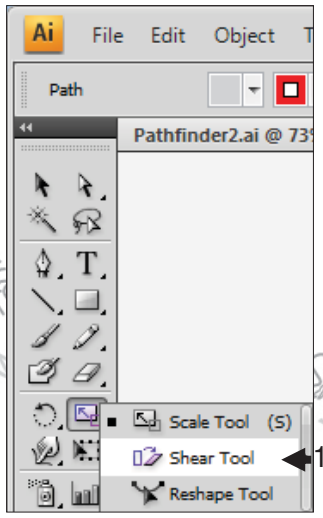 Ai File Edit Object T
Path
Pathfinder2.ai @ 73%
T
Scale Tool (S)
Shear Tool 1
Reshape Tool